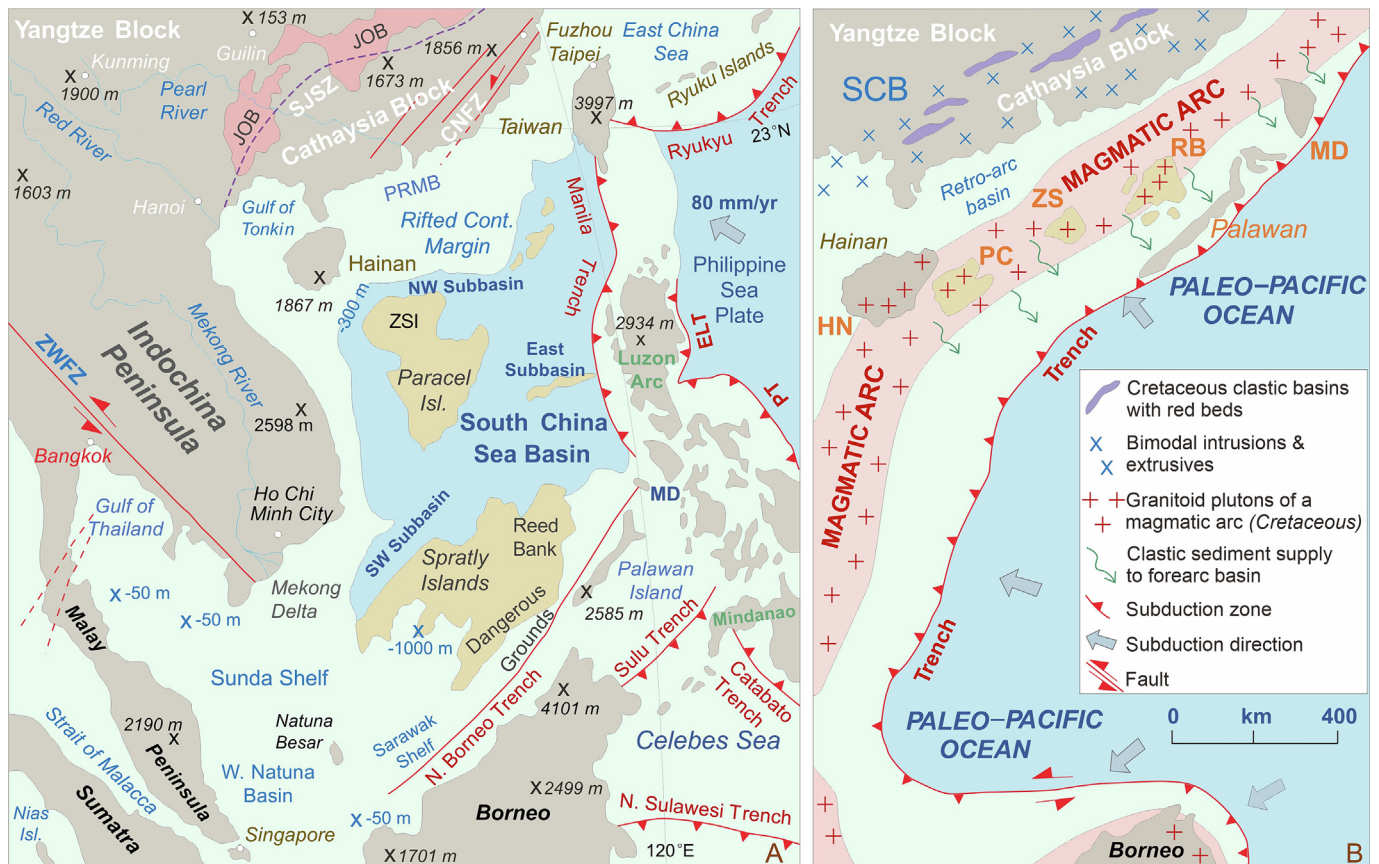 Yangtze Block
153 m
Guilin
JOB
1856 m
Fuzhou
Taipei
East China
Sea
Kunming
1900 m
Pearl
River
SJSZ
1673 m
Cathaysia Block
CNFZ
Ryuku Islands
3997 m
Taiwan
Ryukyu
Trench
23°N
Red River
JOB
1603 m
Hanoi
Gulf of
Tonkin
PRMB
Rifted Cont.
Margin
Manila
Trench
80 mm/yr
Philippine
Sea
Plate
Hainan
1867 m
-300 m
NW Subbasin
ZSI
Paracel
Isl.
East
Subbasin
2934 m
Luzon
Arc
ELT
PT
ZWFZ
Indochina
Peninsula
Mekong River
2598 m
South China
Sea Basin
Bangkok
Gulf of
Thailand
Ho Chi
Minh City
SW Subbasin
Reed
Bank
MD
Spratly
Islands
Mekong
Delta
-50 m
-50 m
-1000 m
Dangerous
Grounds
Palawan
Island
2585 m
Mindanao
Malay
Peninsula
Sunda Shelf
Sulu Trench
Catabato
Trench
2190 m
Natuna
Besar
Sarawak
Shelf
N. Borneo Trench
4101 m
Celebes Sea
Strait of Malacca
W. Natuna
Basin
2499 m
Nias
Isl.
Sumatra
Singapore
-50 m
Borneo
N. Sulawesi Trench
1701 m
120°E
A
Yangtze Block
SCB
Cathaysia Block
MAGMATIC ARC
RB
MD
Retro-arc
basin
ZS
Palawan
Hainan
PC
HN
PALEO–PACIFIC
OCEAN
Trench
MAGMATIC ARC
Cretaceous clastic basins
with red beds
Bimodal intrusions &
extrusives
Granitoid plutons of a
magmatic arc (Cretaceous)
Clastic sediment supply
to forearc basin
Subduction zone
Subduction direction
Fault
Trench
PALEO–PACIFIC
OCEAN
0 km 400
Borneo
B